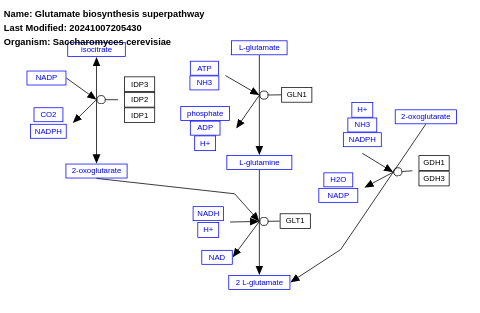 Name: Glutamate biosynthesis superpathway
Last Modified: 20241007205430
Organism: Saccharomyces cerevisiae
isocitrate
NADP
IDP3
IDP2
IDP1
CO2
NADPH
2-oxoglutarate
L-glutamate
ATP
NH3
GLN1
phosphate
ADP
H+
L-glutamine
H+
NH3
NADPH
2-oxoglutarate
GDH1
GDH3
H2O
NADP
NADH
H+
GLT1
NAD
2 L-glutamate